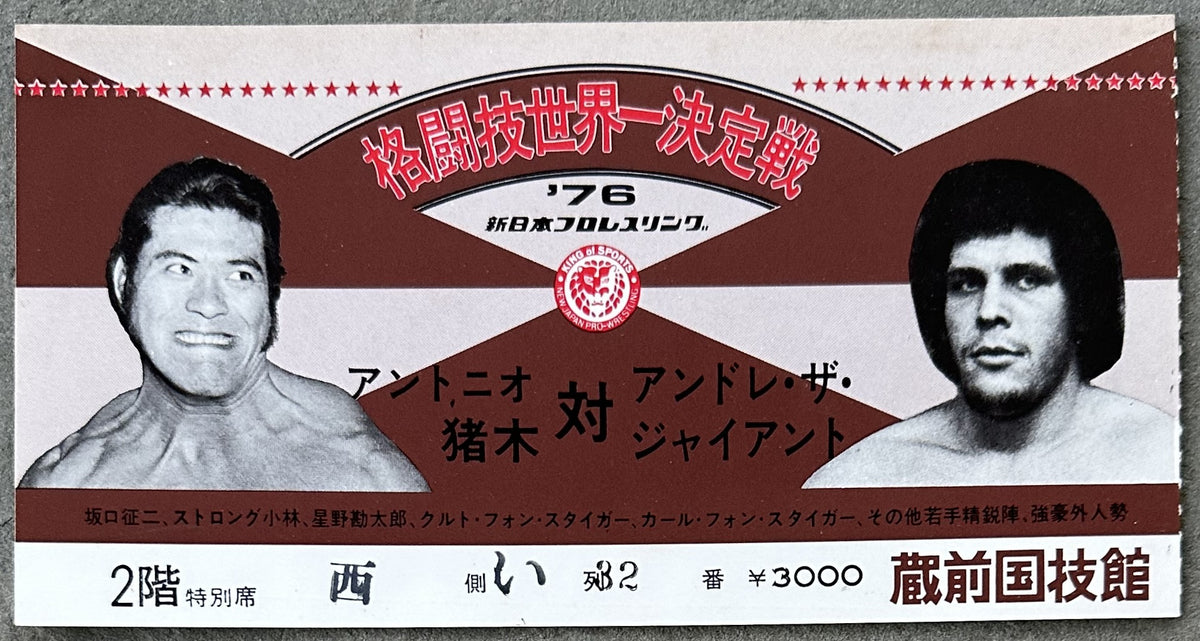 格闘技世界一決定戦
'76
新日本プロレスリング
KING of SPORTS
NEW JAPAN PRO-WRESTLING
アントニオ猪木
対
アンドレ・ザ・ジャイアント
坂口征二、ストロング小林、星野勘太郎、クルト・フォン・スタイガー、カール・フォン・スタイガー、その他若手精鋭陣、強豪外人勢
2階特別席 西側 い列 32番 ¥3000 蔵前国技館